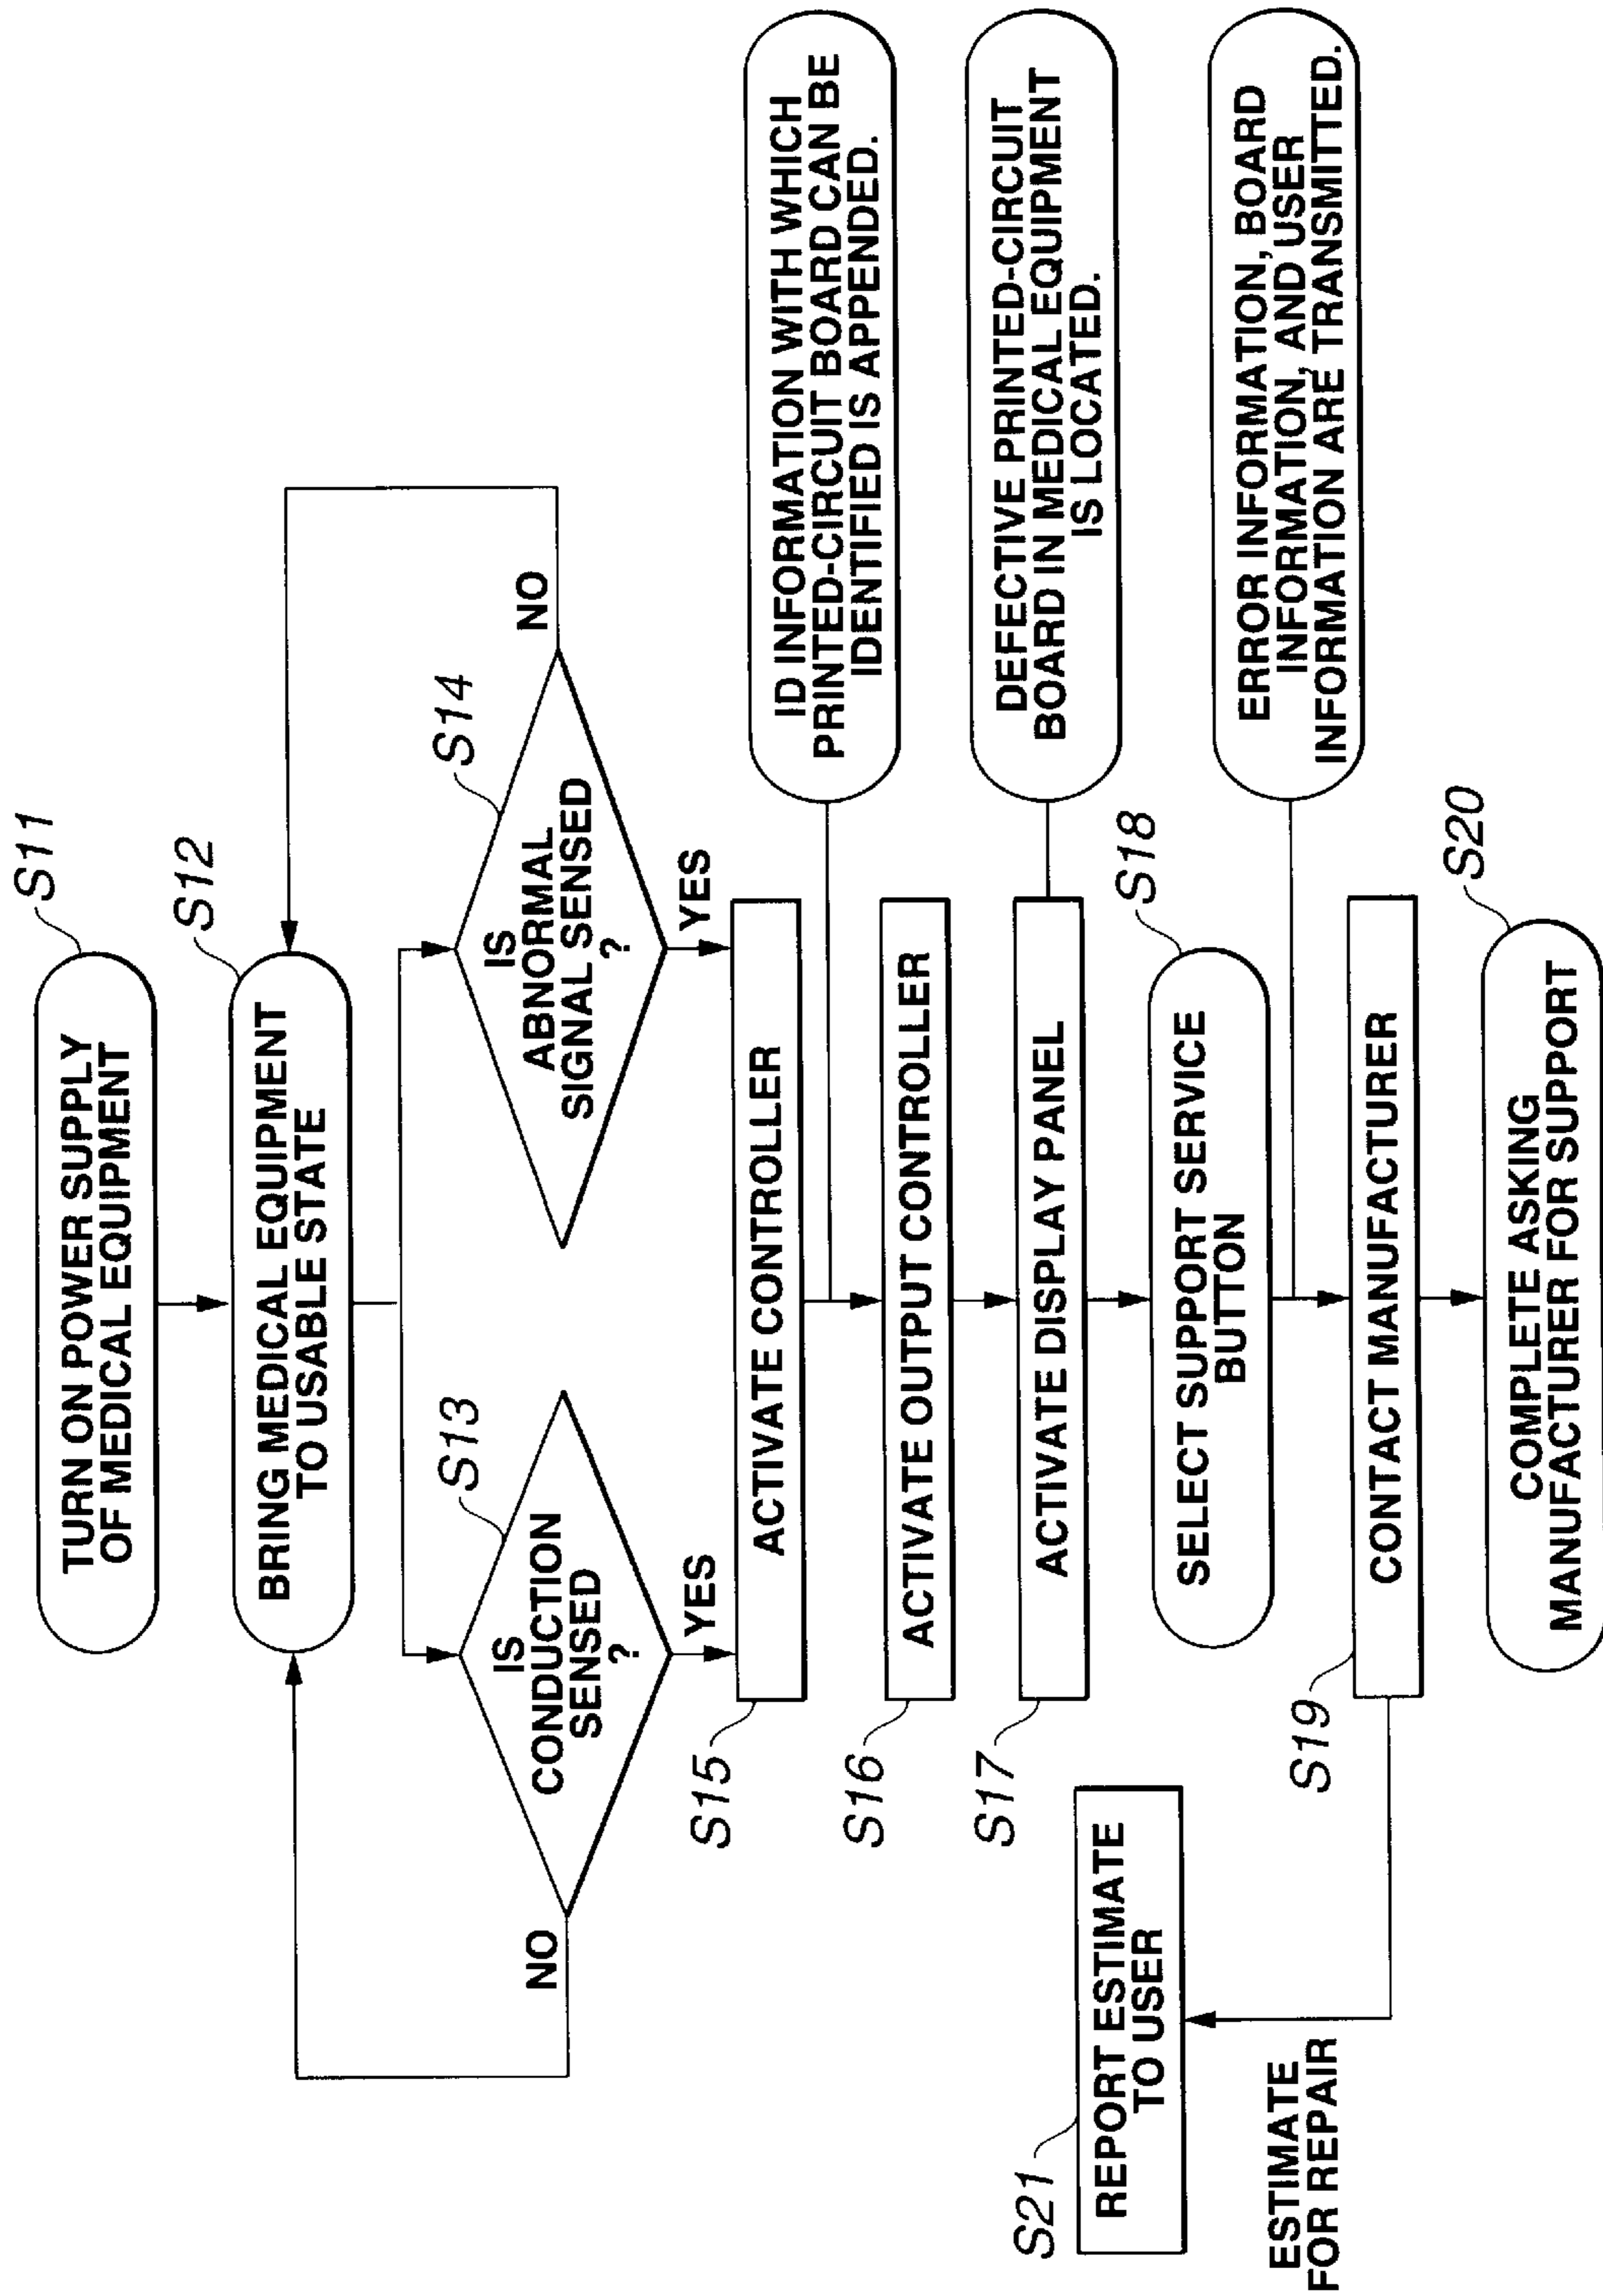 S11
TURN ON POWER SUPPLY
OF MEDICAL EQUIPMENT
S12
BRING MEDICAL EQUIPMENT
TO USABLE STATE
S13
IS
CONDUCTION
SENSED
?
NO
YES
S14
IS
ABNORMAL
SIGNAL SENSED
?
NO
YES
S15
ACTIVATE CONTROLLER
ID INFORMATION WITH WHICH
PRINTED-CIRCUIT BOARD CAN BE
IDENTIFIED IS APPENDED.
S16
ACTIVATE OUTPUT CONTROLLER
S17
ACTIVATE DISPLAY PANEL
DEFECTIVE PRINTED-CIRCUIT
BOARD IN MEDICAL EQUIPMENT
IS LOCATED.
S18
SELECT SUPPORT SERVICE
BUTTON
ERROR INFORMATION, BOARD
INFORMATION, AND USER
INFORMATION ARE TRANSMITTED.
S19
CONTACT MANUFACTURER
S21
REPORT ESTIMATE
TO USER
ESTIMATE
FOR REPAIR
S20
COMPLETE ASKING
MANUFACTURER FOR SUPPORT